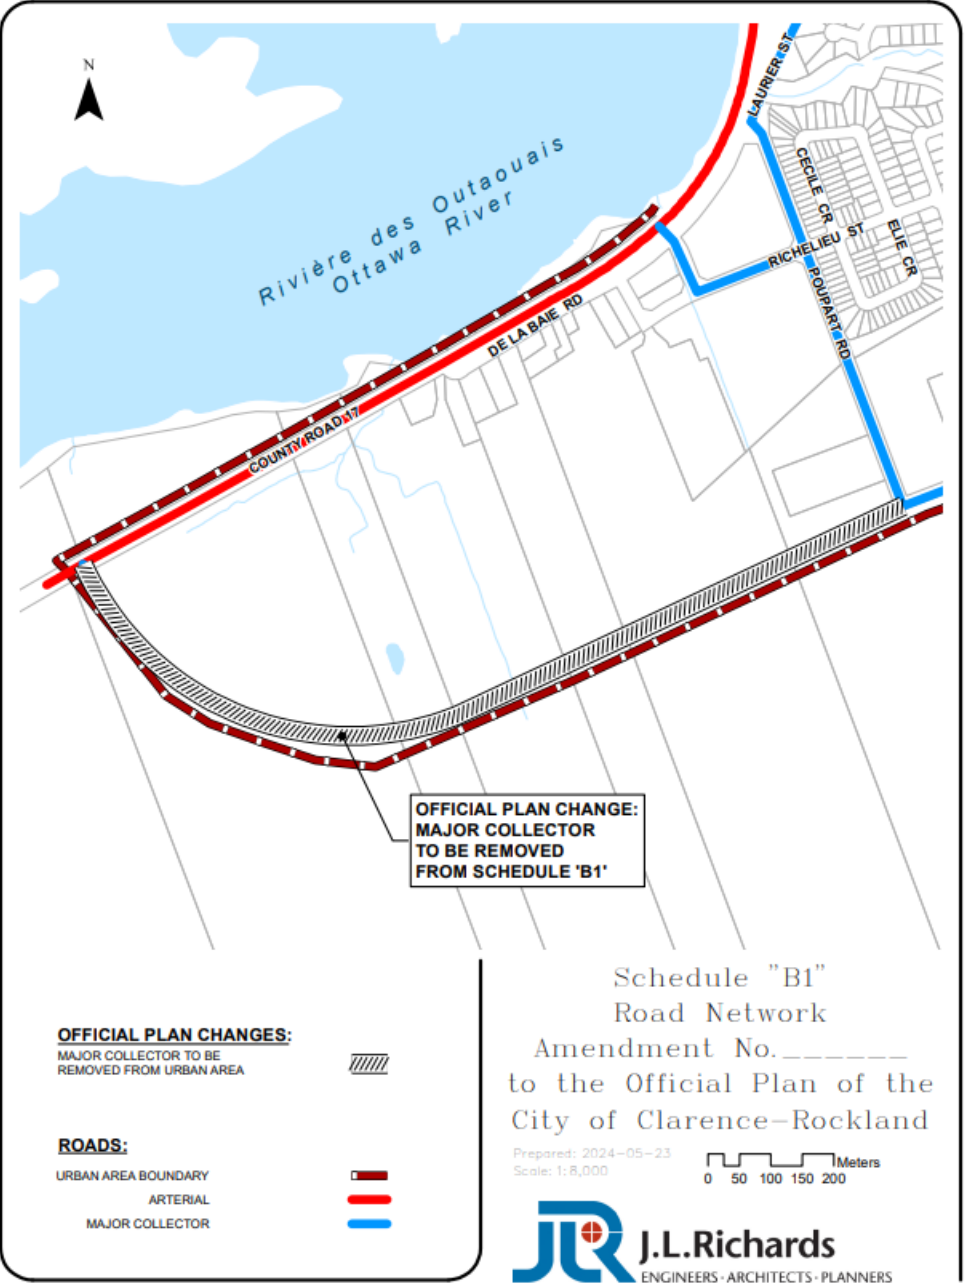 N
LAURIER ST
CECILE CR
ELIE CR
RICHELIEU ST
POUPART RD
Rivière des Outaouais
Ottawa River
DE LA BAIE RD
COUNTY ROAD 17
OFFICIAL PLAN CHANGE:
MAJOR COLLECTOR
TO BE REMOVED
FROM SCHEDULE 'B1'
OFFICIAL PLAN CHANGES:
MAJOR COLLECTOR TO BE
REMOVED FROM URBAN AREA
ROADS:
URBAN AREA BOUNDARY
ARTERIAL
MAJOR COLLECTOR
Schedule "B1"
Road Network
Amendment No.______
to the Official Plan of the
City of Clarence-Rockland
Prepared: 2024-05-23
Scale: 1:8,000
Meters
0 50 100 150 200
JLR
J.L.Richards
ENGINEERS · ARCHITECTS · PLANNERS